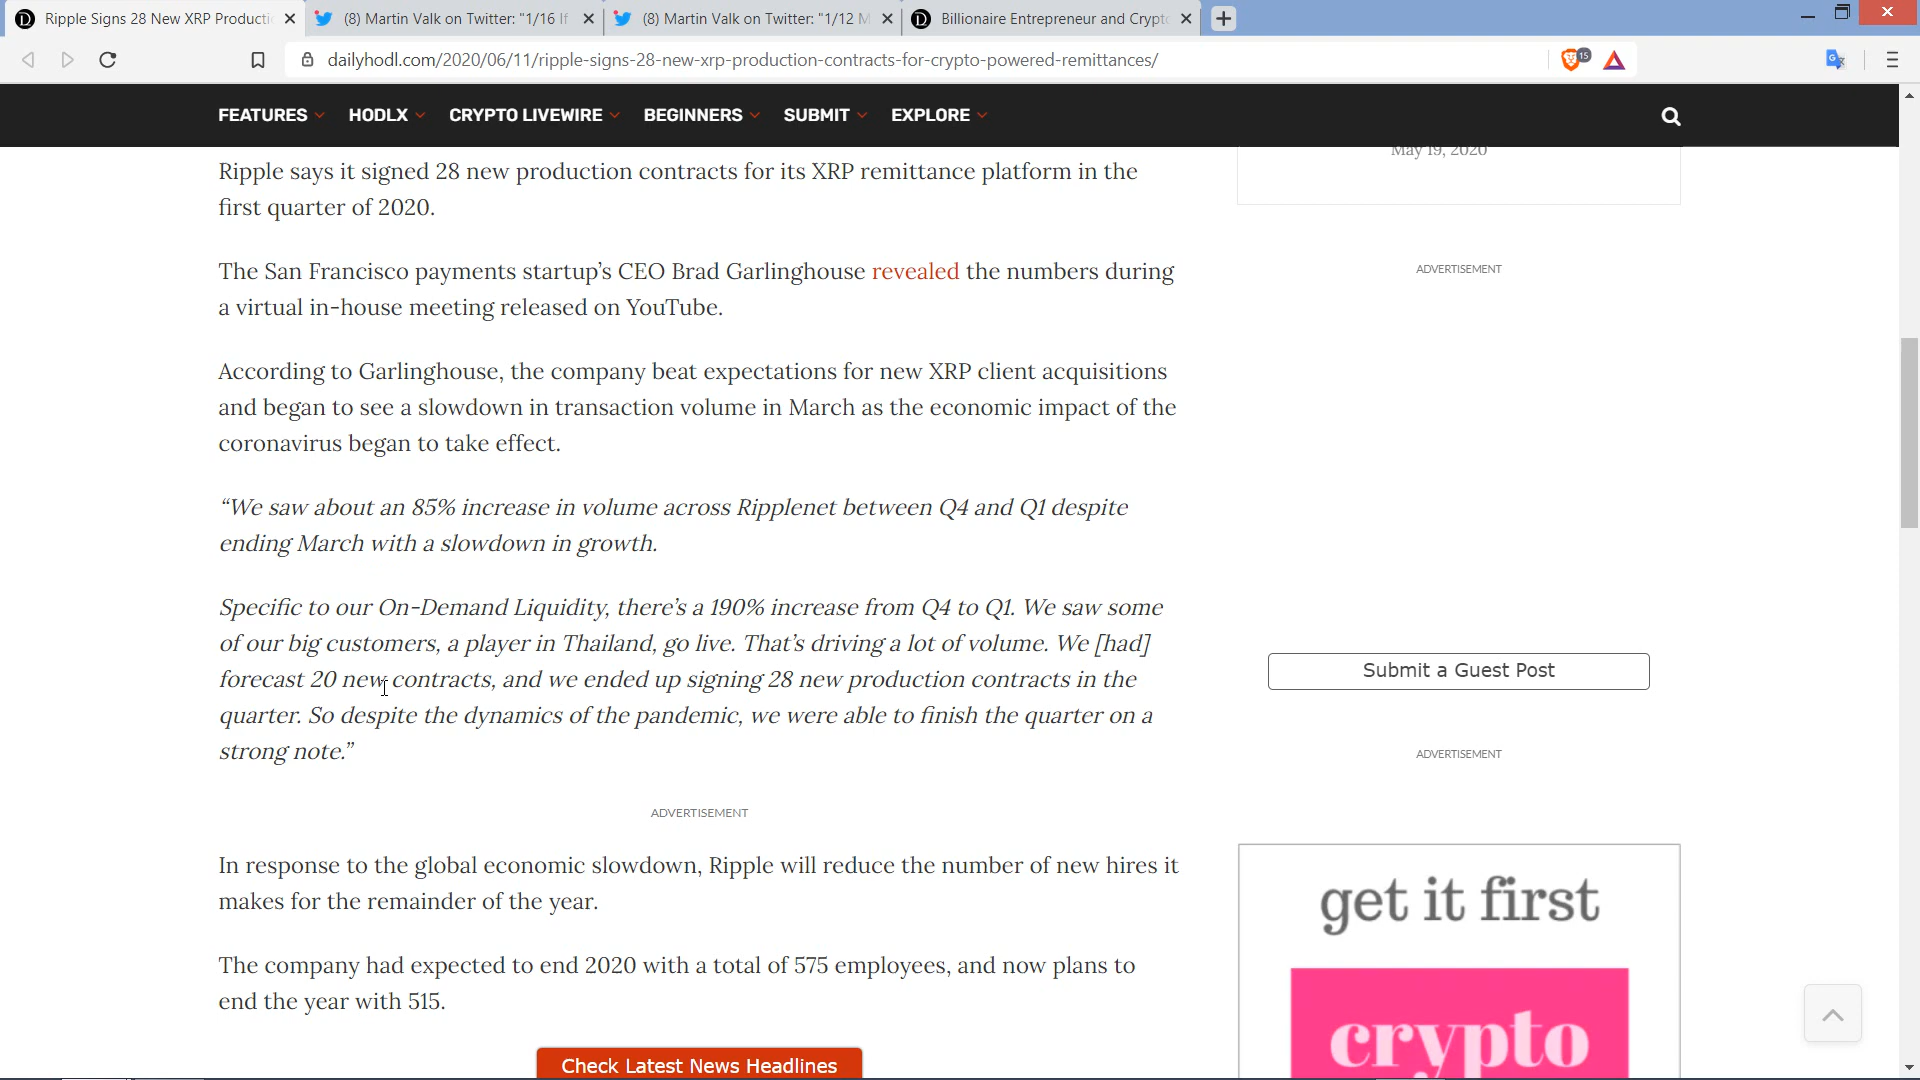 Ripple Signs 28 New XRP Producti
(8) Martin Valk on Twitter: "1/16 If
(8) Martin Valk on Twitter: "1/12 M
Billionaire Entrepreneur and Crypt
dailyhodl.com/2020/06/11/ripple-signs-28-new-xrp-production-contracts-for-crypto-powered-remittances/
15
FEATURES HODLX CRYPTO LIVEWIRE BEGINNERS SUBMIT EXPLORE
May 19, 2020
Ripple says it signed 28 new production contracts for its XRP remittance platform in the
first quarter of 2020.
The San Francisco payments startup's CEO Brad Garlinghouse revealed the numbers during
a virtual in-house meeting released on YouTube.
According to Garlinghouse, the company beat expectations for new XRP client acquisitions
and began to see a slowdown in transaction volume in March as the economic impact of the
coronavirus began to take effect.
“We saw about an 85% increase in volume across Ripplenet between Q4 and Q1 despite
ending March with a slowdown in growth.
Specific to our On-Demand Liquidity, there’s a 190% increase from Q4 to Q1. We saw some
of our big customers, a player in Thailand, go live. That’s driving a lot of volume. We [had]
forecast 20 new contracts, and we ended up signing 28 new production contracts in the
quarter. So despite the dynamics of the pandemic, we were able to finish the quarter on a
strong note.”
ADVERTISEMENT
In response to the global economic slowdown, Ripple will reduce the number of new hires it
makes for the remainder of the year.
The company had expected to end 2020 with a total of 575 employees, and now plans to
end the year with 515.
Check Latest News Headlines
ADVERTISEMENT
Submit a Guest Post
ADVERTISEMENT
get it first
crypto